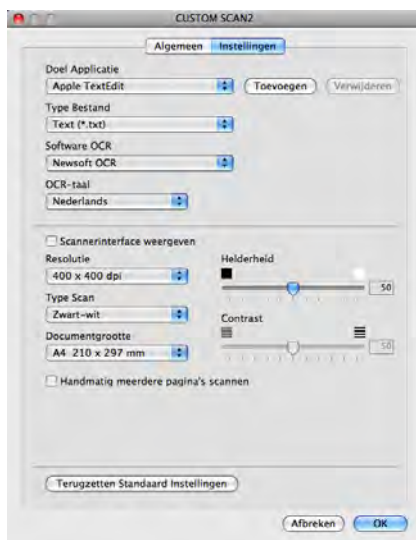 CUSTOM SCAN2
Algemeen Instellingen
Doel Applicatie
Apple TextEdit Toevoegen Verwijderen
Type Bestand
Text (*.txt)
Software OCR
Newsoft OCR
OCR-taal
Nederlands
Scannerinterface weergeven
Resolutie Helderheid
400 x 400 dpi 50
Type Scan
Zwart-wit Contrast
Documentgrootte 50
A4 210 x 297 mm
Handmatig meerdere pagina's scannen
Terugzetten Standaard Instellingen
Afbreken OK